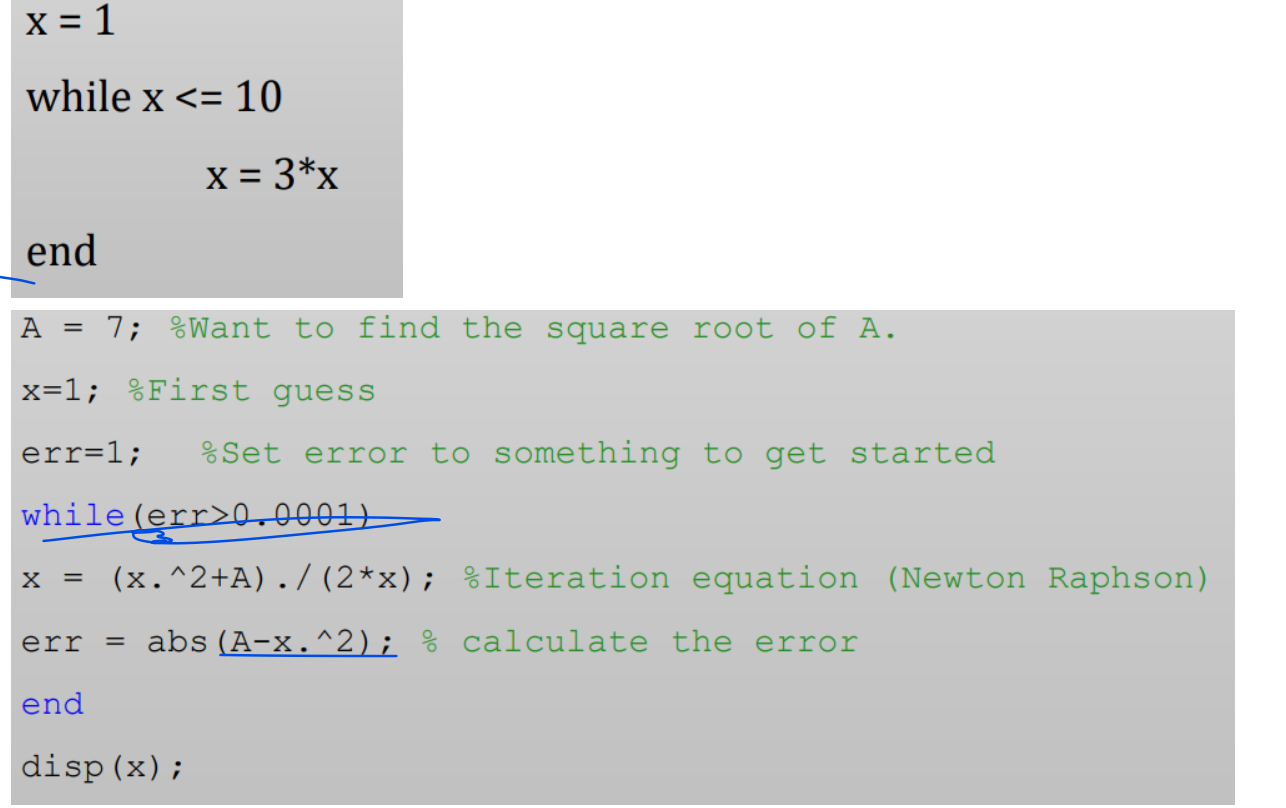 x = 1
while x <= 10
x = 3*x
end
A = 7; %Want to find the square root of A.
x=1; %First guess
err=1; %Set error to something to get started
while(err>0.0001)
x = (x.^2+A)./(2*x); %Iteration equation (Newton Raphson)
err = abs(A-x.^2); % calculate the error
end
disp(x);